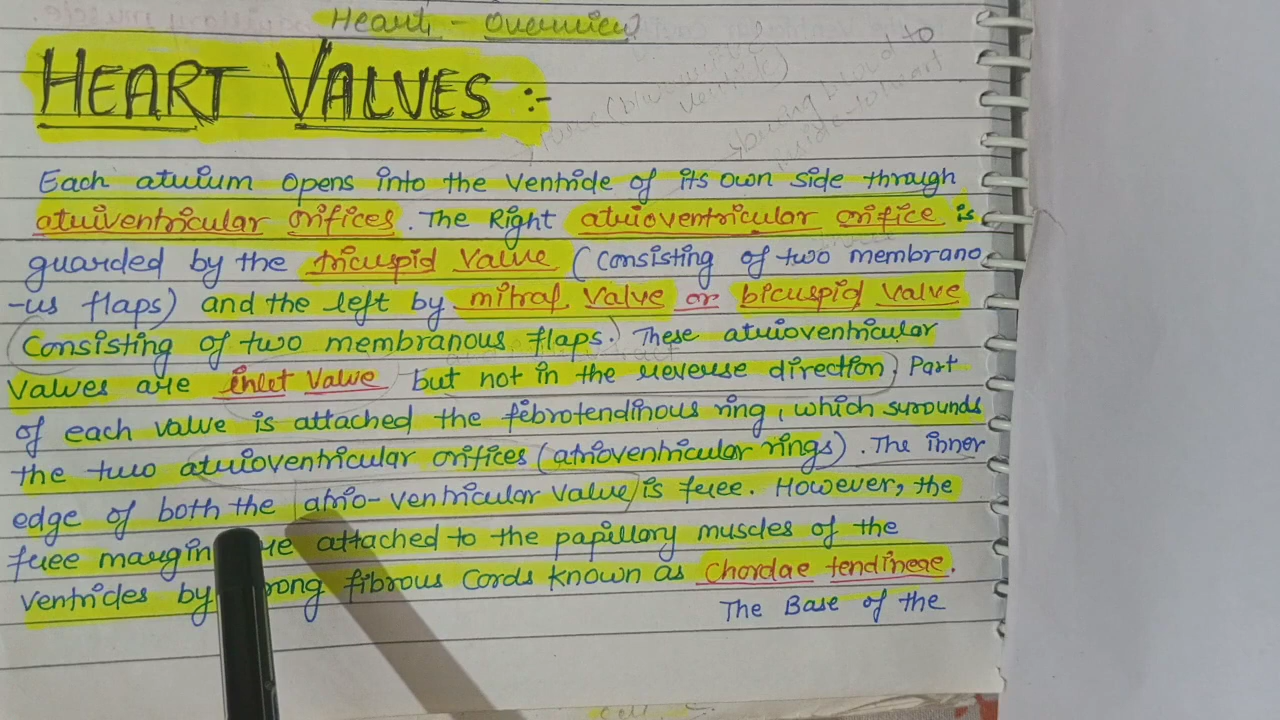 Heart - Overview
HEART VALVES :-
Each atrium opens into the ventricle of its own side through
atriventricular orifices. The Right atrioventricular orifice is
guarded by the tricuspid valve (consisting of two membrano
-us flaps) and the left by mitral valve or bicuspid valve
(Consisting of two membranous flaps.) These atrioventricular
valves are inlet valve but not in the reverse direction) Part
of each valve is attached the febrotendinous ring, which surounds
the two atrioventricular orifices (atrioventricular rings). The inner
edge of both the atrio-ventricular valve is free. However, the
free margin attached to the papillary muscles of the
ventricles by fibrous cords known as Chordae tendineae.
The Base of the